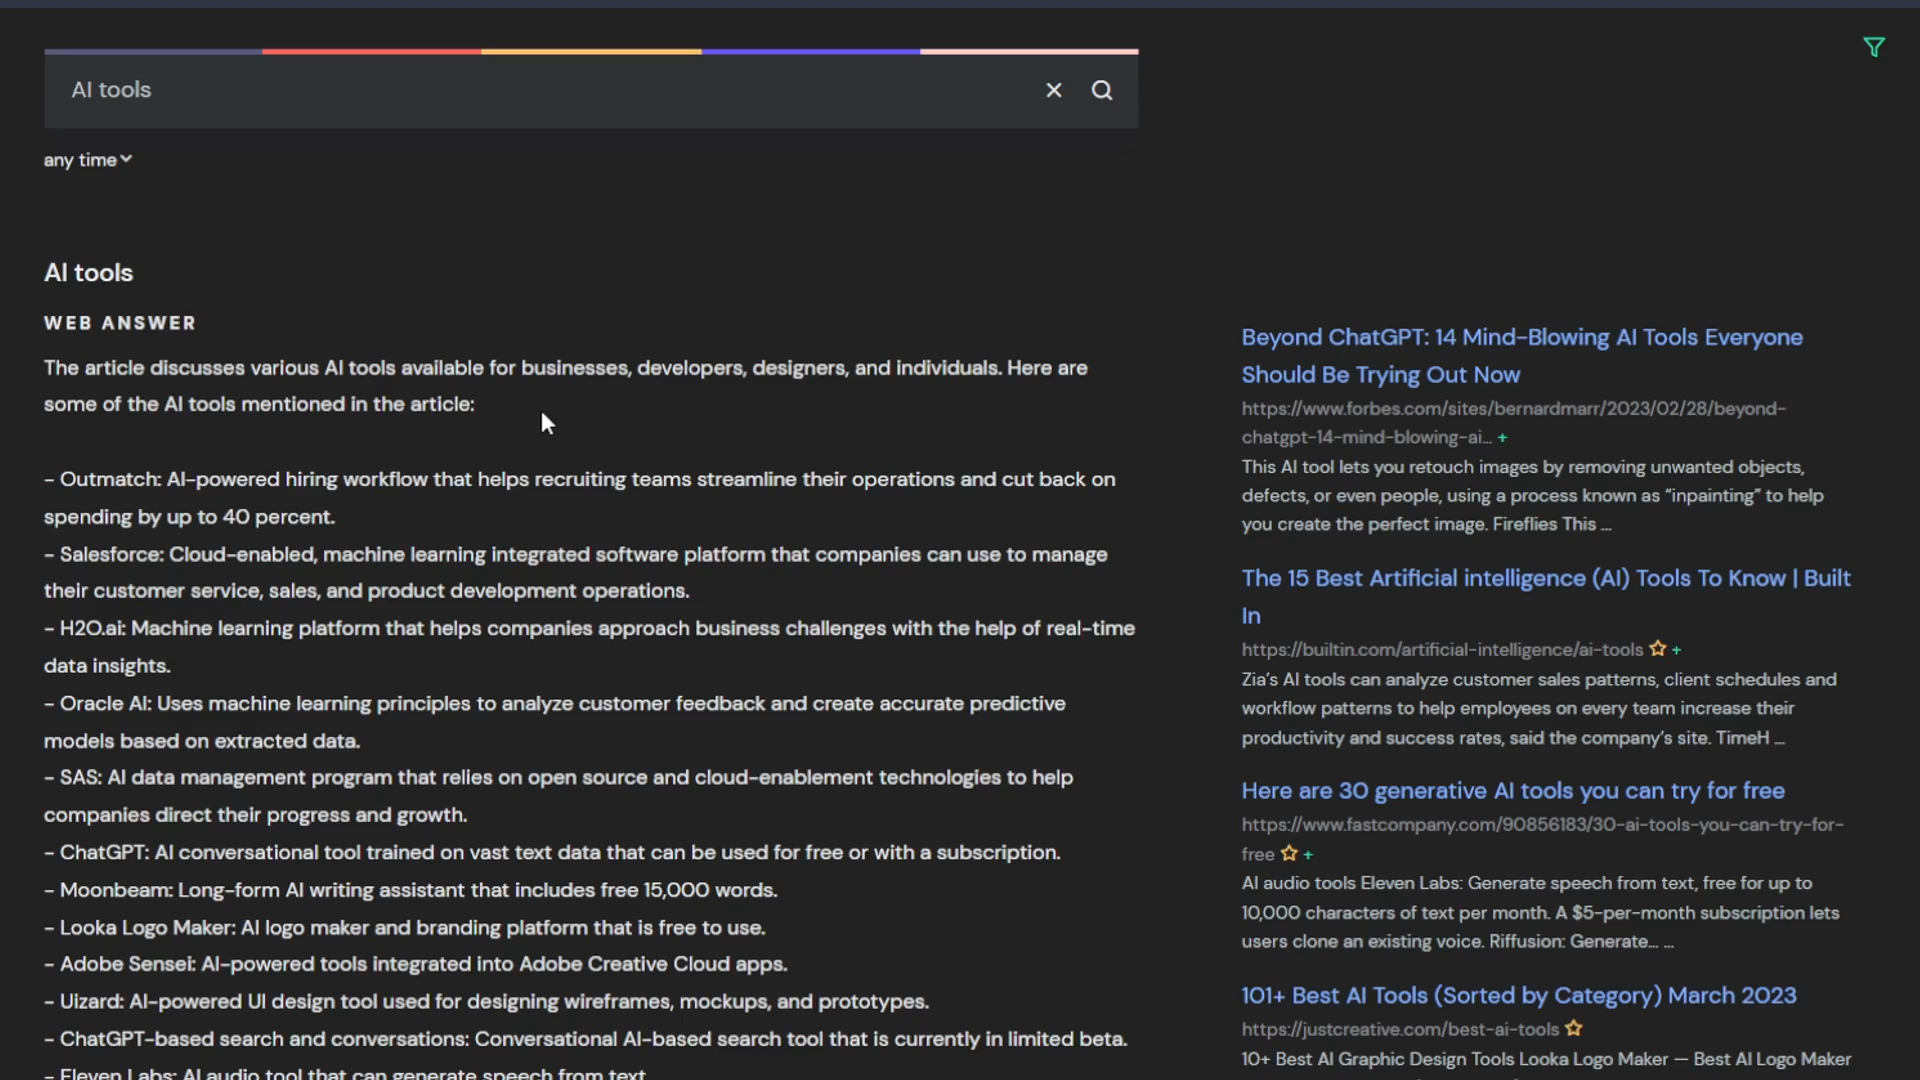 AI tools
any time
AI tools
WEB ANSWER
The article discusses various AI tools available for businesses, developers, designers, and individuals. Here are
some of the AI tools mentioned in the article:
- Outmatch: AI-powered hiring workflow that helps recruiting teams streamline their operations and cut back on
spending by up to 40 percent.
- Salesforce: Cloud-enabled, machine learning integrated software platform that companies can use to manage
their customer service, sales, and product development operations.
- H2O.ai: Machine learning platform that helps companies approach business challenges with the help of real-time
data insights.
- Oracle AI: Uses machine learning principles to analyze customer feedback and create accurate predictive
models based on extracted data.
- SAS: AI data management program that relies on open source and cloud-enablement technologies to help
companies direct their progress and growth.
- ChatGPT: AI conversational tool trained on vast text data that can be used for free or with a subscription.
- Moonbeam: Long-form AI writing assistant that includes free 15,000 words.
- Looka Logo Maker: AI logo maker and branding platform that is free to use.
- Adobe Sensei: AI-powered tools integrated into Adobe Creative Cloud apps.
- Uizard: AI-powered UI design tool used for designing wireframes, mockups, and prototypes.
- ChatGPT-based search and conversations: Conversational AI-based search tool that is currently in limited beta.
- Eleven Labs: AI audio tool that can generate speech from text
Beyond ChatGPT: 14 Mind-Blowing AI Tools Everyone
Should Be Trying Out Now
https://www.forbes.com/sites/bernardmarr/2023/02/28/beyond-
chatgpt-14-mind-blowing-ai... +
This AI tool lets you retouch images by removing unwanted objects,
defects, or even people, using a process known as “inpainting” to help
you create the perfect image. Fireflies This ...
The 15 Best Artificial intelligence (AI) Tools To Know | Built
In
https://builtin.com/artificial-intelligence/ai-tools +
Zia’s AI tools can analyze customer sales patterns, client schedules and
workflow patterns to help employees on every team increase their
productivity and success rates, said the company’s site. TimeH ...
Here are 30 generative AI tools you can try for free
https://www.fastcompany.com/90856183/30-ai-tools-you-can-try-for-
free +
AI audio tools Eleven Labs: Generate speech from text, free for up to
10,000 characters of text per month. A $5-per-month subscription lets
users clone an existing voice. Riffusion: Generate... ...
101+ Best AI Tools (Sorted by Category) March 2023
https://justcreative.com/best-ai-tools
10+ Best AI Graphic Design Tools Looka Logo Maker — Best AI Logo Maker